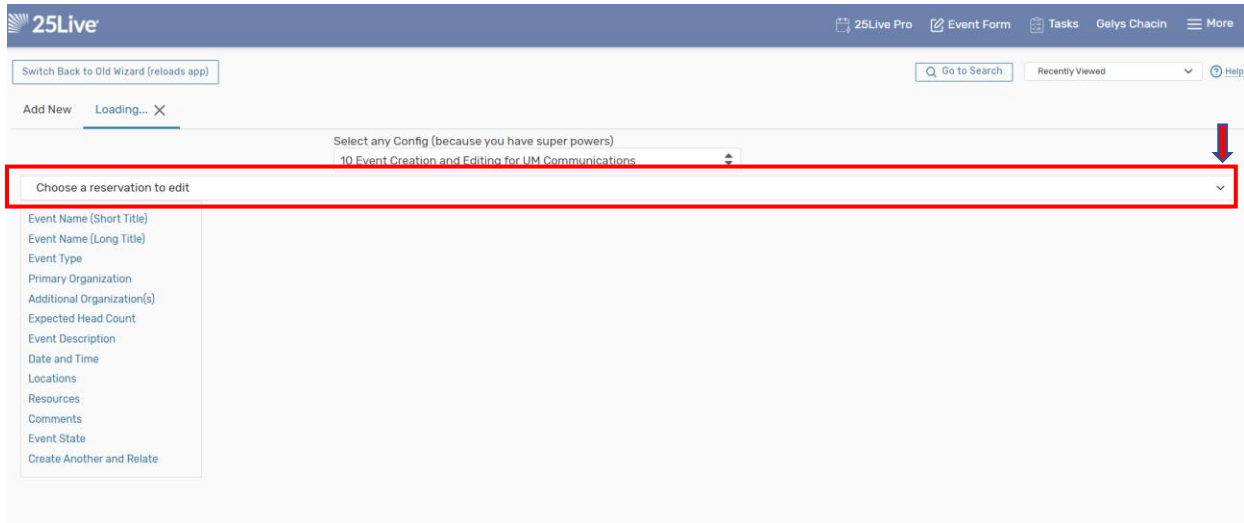 25Live 25Live Pro Event Form Tasks Gelys Chacin More
Switch Back to Old Wizard (reloads app) Go to Search Recently Viewed Help
Add New Loading...
Select any Config (because you have super powers)
10 Event Creation and Editing for UM Communications
Choose a reservation to edit
Event Name (Short Title)
Event Name (Long Title)
Event Type
Primary Organization
Additional Organization(s)
Expected Head Count
Event Description
Date and Time
Locations
Resources
Comments
Event State
Create Another and Relate